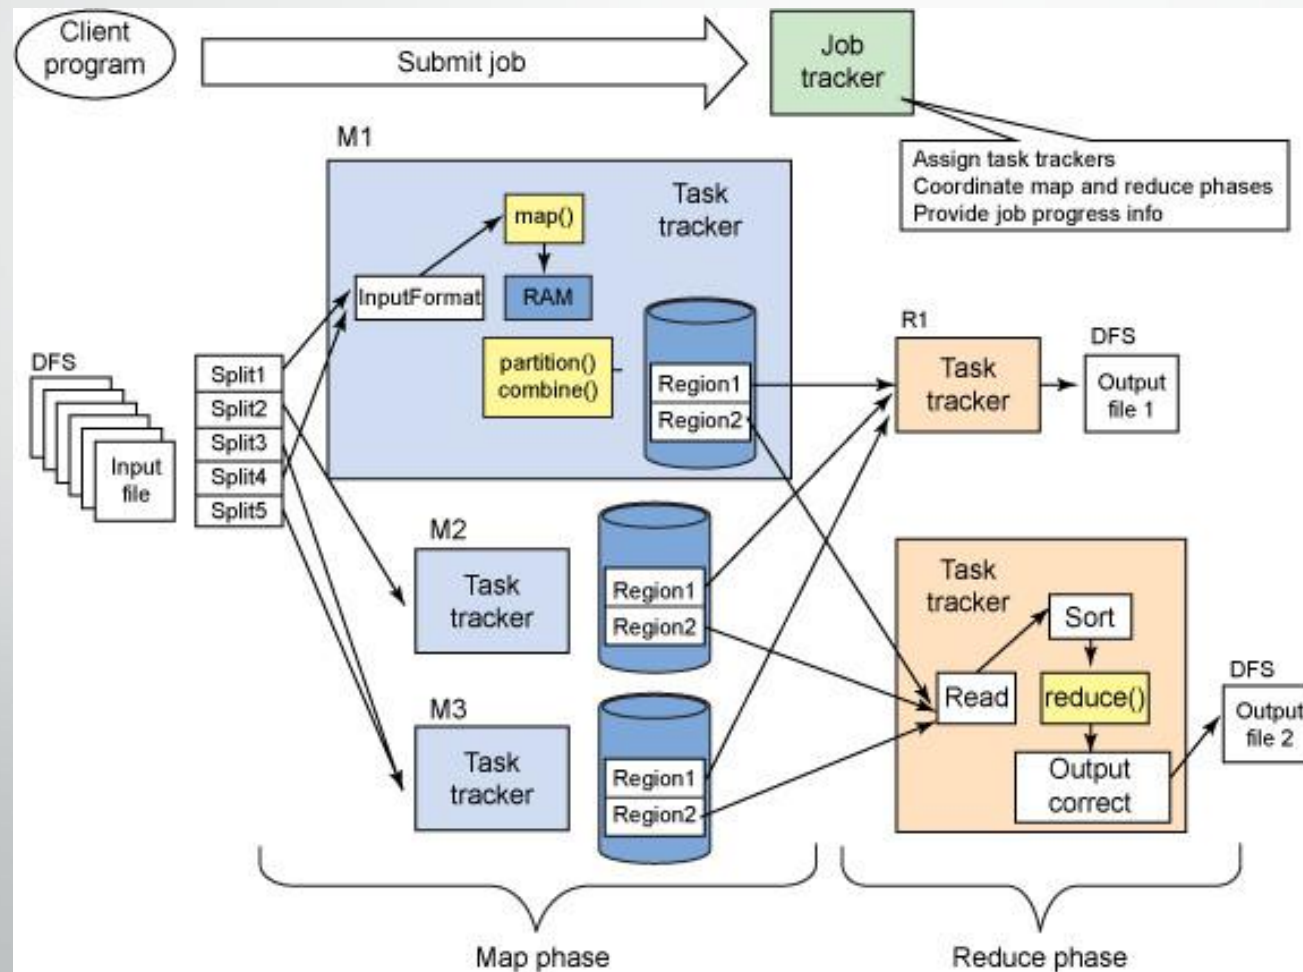 Client
program
Submit job
Job
tracker
Assign task trackers
Coordinate map and reduce phases
Provide job progress info
M1
Task
tracker
map()
InputFormat
RAM
partition()
combine()
Region1
Region2
DFS
Input
file
Split1
Split2
Split3
Split4
Split5
R1
Task
tracker
DFS
Output
file 1
M2
Task
tracker
Region1
Region2
M3
Task
tracker
Region1
Region2
Task
tracker
Sort
Read
reduce()
Output
correct
DFS
Output
file 2
Map phase
Reduce phase